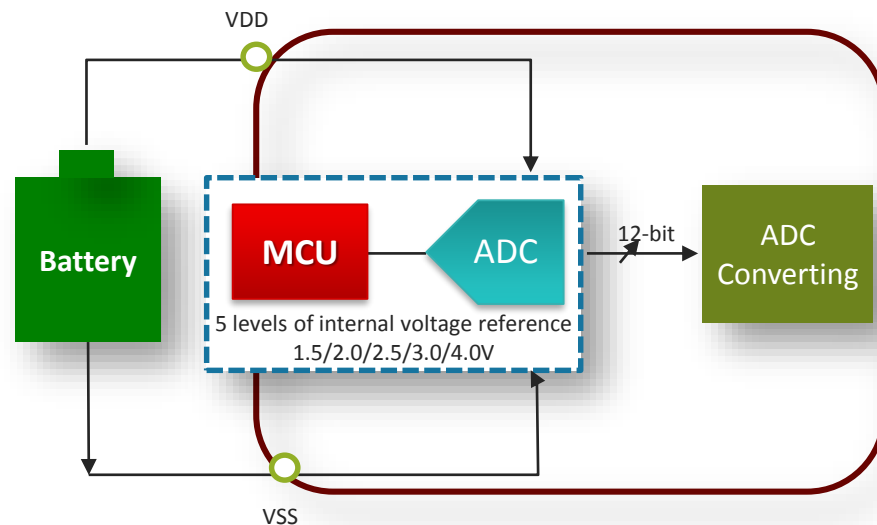 VDD
Battery
MCU
ADC
5 levels of internal voltage reference
1.5/2.0/2.5/3.0/4.0V
12-bit
ADC
Converting
VSS